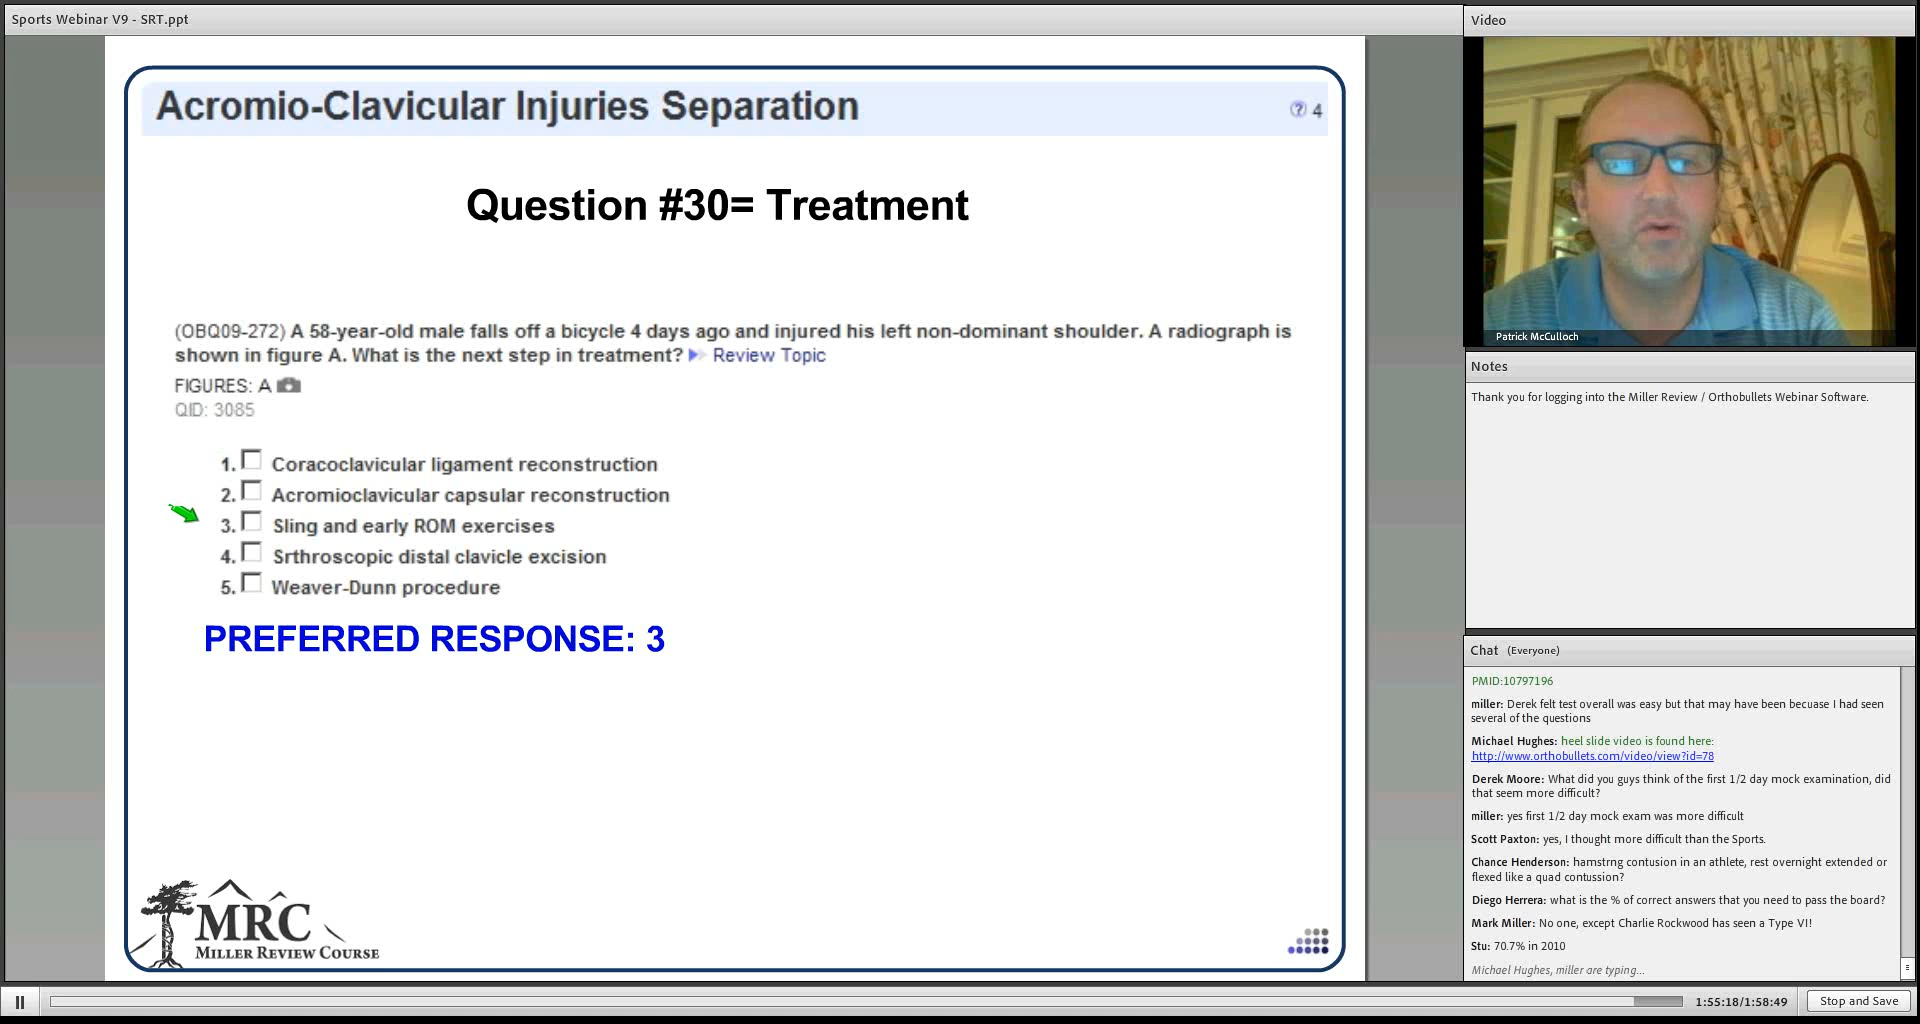 Sports Webinar V9 - SRT.ppt
Acromio-Clavicular Injuries Separation
? 4
Question #30= Treatment
(OBQ09-272) A 58-year-old male falls off a bicycle 4 days ago and injured his left non-dominant shoulder. A radiograph is
shown in figure A. What is the next step in treatment? Review Topic
FIGURES: A
QID: 3085
1. Coracoclavicular ligament reconstruction
2. Acromioclavicular capsular reconstruction
3. Sling and early ROM exercises
4. Srthroscopic distal clavicle excision
5. Weaver-Dunn procedure
PREFERRED RESPONSE: 3
MRC
MILLER REVIEW COURSE
Video
Patrick McCulloch
Notes
Thank you for logging into the Miller Review / Orthobullets Webinar Software.
Chat (Everyone)
PMID:10797196
miller: Derek felt test overall was easy but that may have been becuase I had seen
several of the questions
Michael Hughes: heel slide video is found here:
http://www.orthobullets.com/video/view?id=78
Derek Moore: What did you guys think of the first 1/2 day mock examination, did
that seem more difficult?
miller: yes first 1/2 day mock exam was more difficult
Scott Paxton: yes, I thought more difficult than the Sports.
Chance Henderson: hamstrng contusion in an athlete, rest overnight extended or
flexed like a quad contussion?
Diego Herrera: what is the % of correct answers that you need to pass the board?
Mark Miller: No one, except Charlie Rockwood has seen a Type VI!
Stu: 70.7% in 2010
Michael Hughes, miller are typing...
1:55:18/1:58:49
Stop and Save